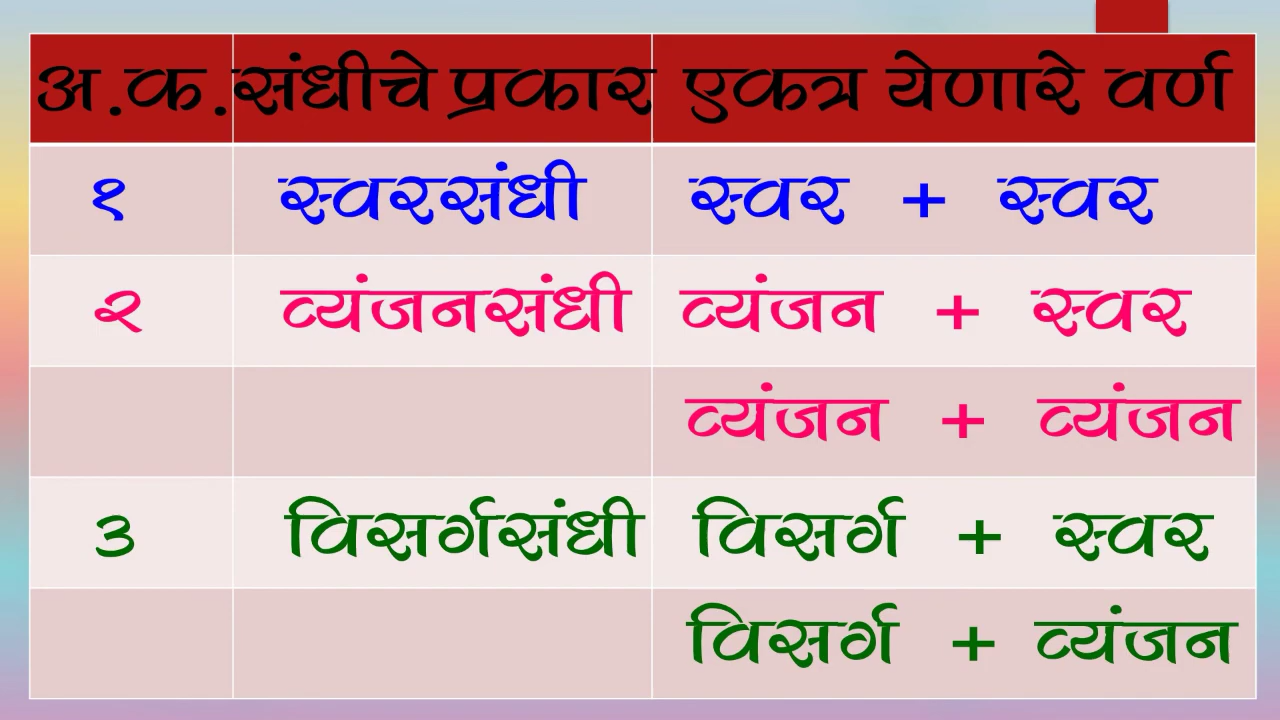 अ.क. संधीचे प्रकार एकत्र येणारे वर्ण
१ स्वरसंधी स्वर + स्वर
२ व्यंजनसंधी व्यंजन + स्वर
व्यंजन + व्यंजन
३ विसर्गसंधी विसर्ग + स्वर
विसर्ग + व्यंजन